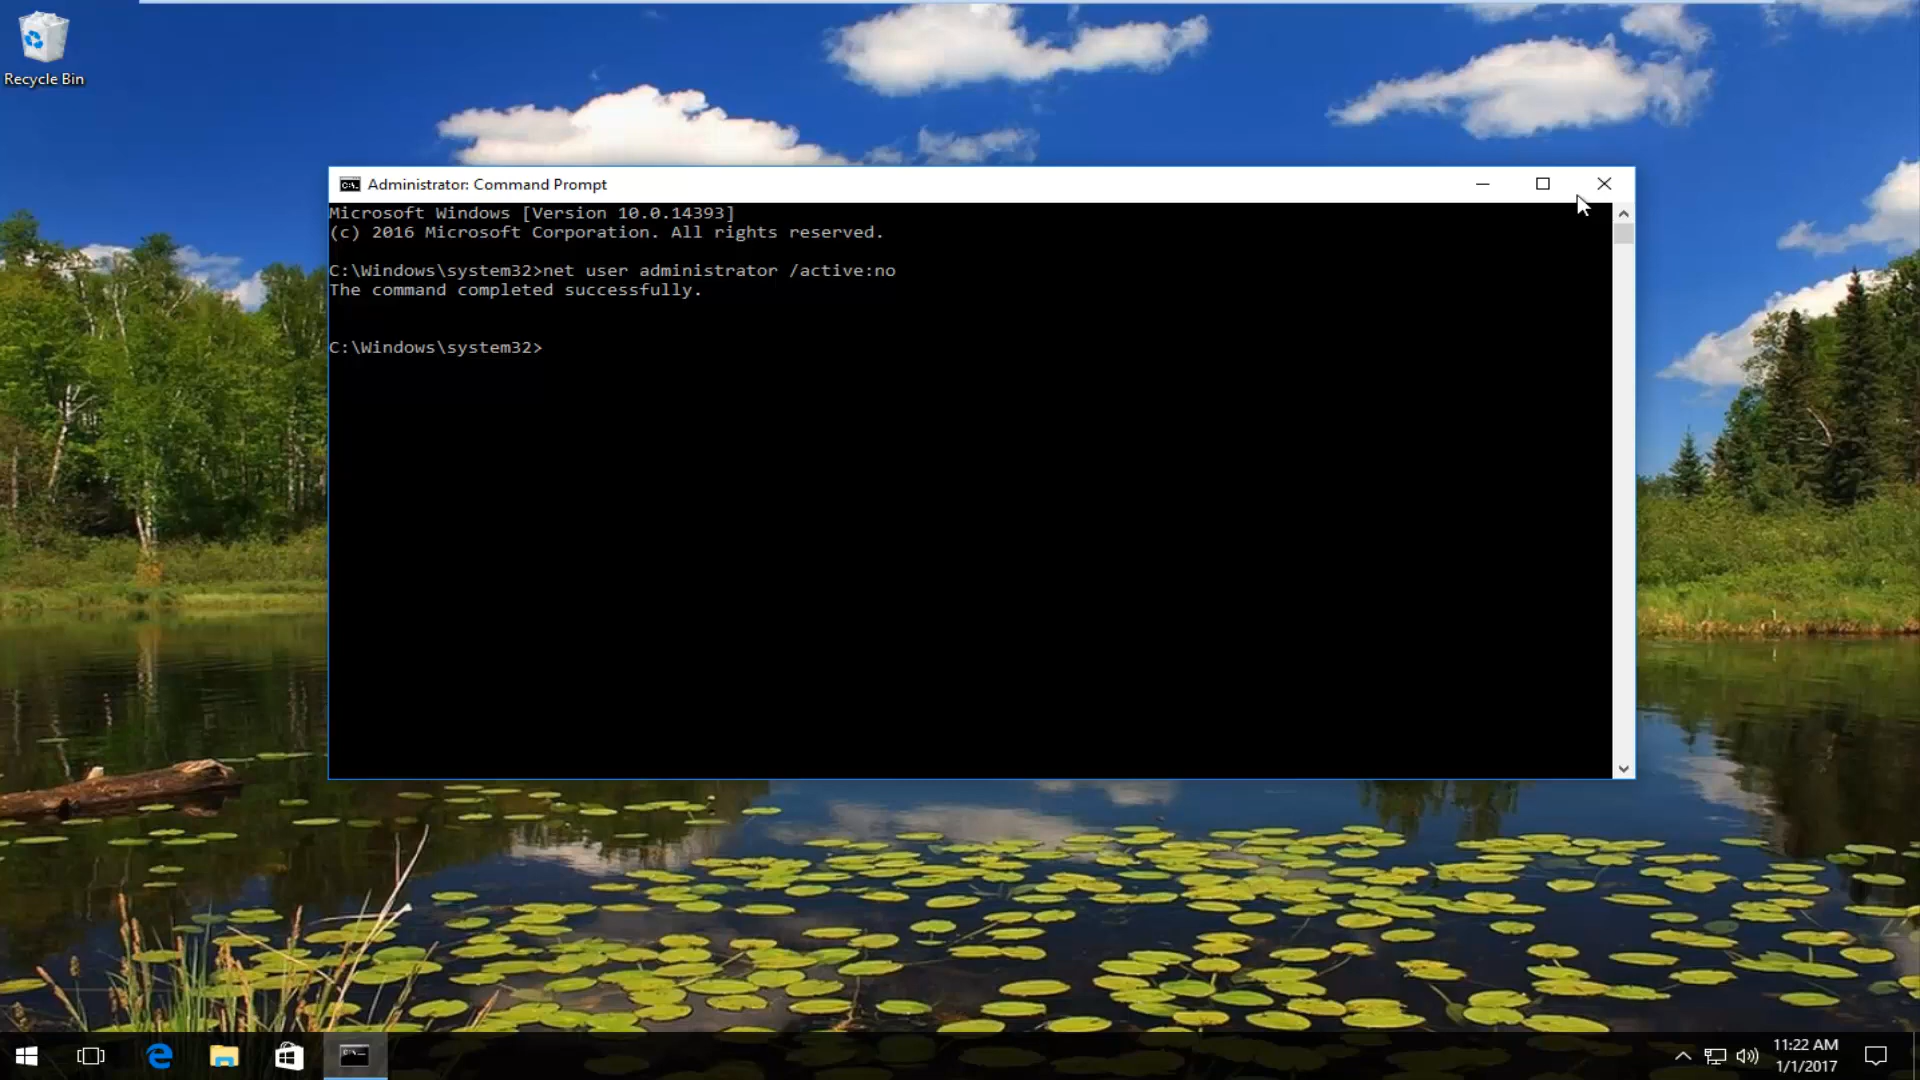 Recycle Bin
Administrator: Command Prompt
Microsoft Windows [Version 10.0.14393]
(c) 2016 Microsoft Corporation. All rights reserved.
C:\Windows\system32>net user administrator /active:no
The command completed successfully.
C:\Windows\system32>
11:22 AM
1/1/2017